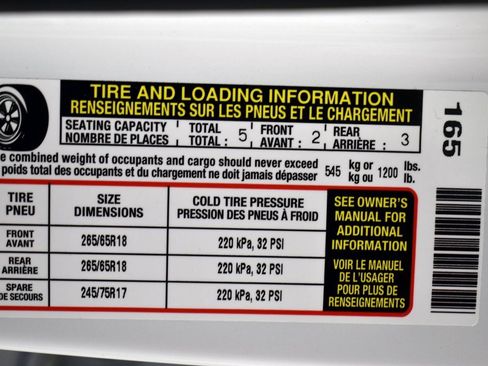 TIRE AND LOADING INFORMATION
RENSEIGNEMENTS SUR LES PNEUS ET LE CHARGEMENT
SEATING CAPACITY TOTAL : 5 FRONT : 2 REAR : 3
NOMBRE DE PLACES TOTAL : AVANT : ARRIÈRE :
combined weight of occupants and cargo should never exceed 545 kg or 1200 lbs.
poids total des occupants et du chargement ne doit jamais dépasser kg ou lb.
TIRE SIZE COLD TIRE PRESSURE
PNEU DIMENSIONS PRESSION DES PNEUS À FROID
FRONT
AVANT 265/65R18 220 kPa, 32 PSI
REAR
ARRIÈRE 265/65R18 220 kPa, 32 PSI
SPARE
DE SECOURS 245/75R17 220 kPa, 32 PSI
SEE OWNER'S
MANUAL FOR
ADDITIONAL
INFORMATION
VOIR LE MANUEL
DE L'USAGER
POUR PLUS DE
RENSEIGNEMENTS
165